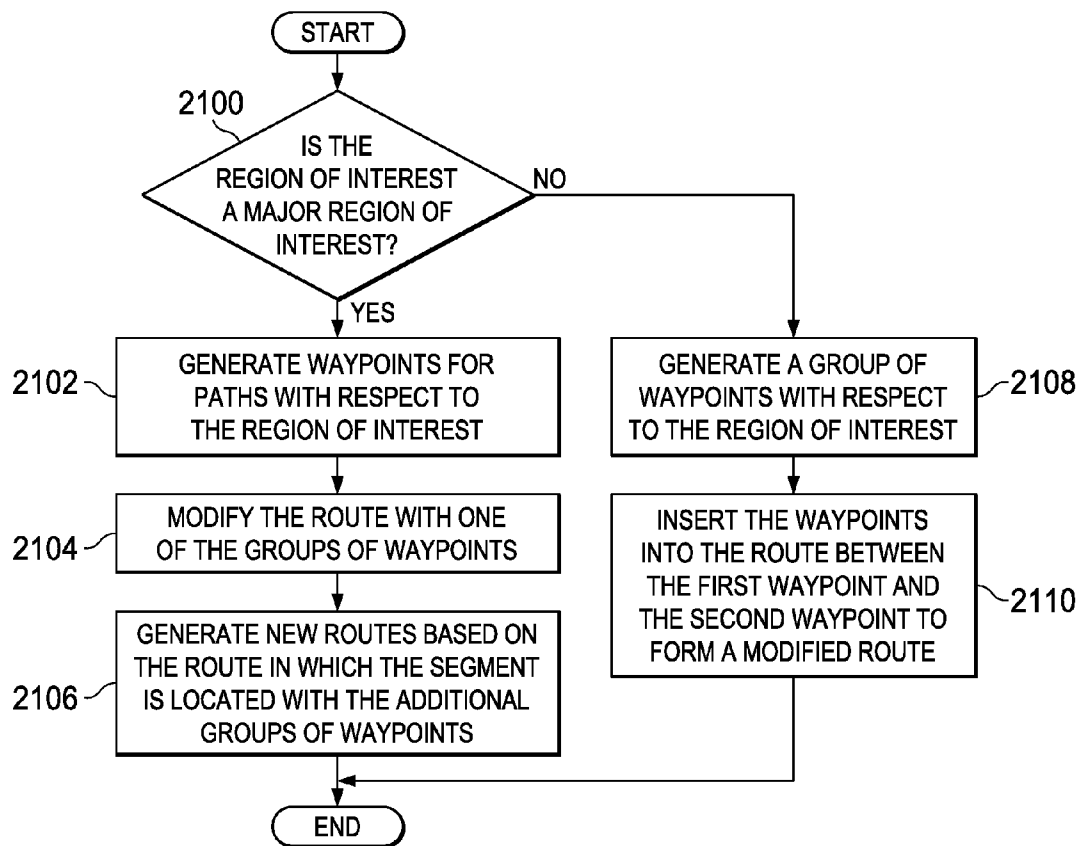 START
2100
IS THE
REGION OF INTEREST
A MAJOR REGION OF
INTEREST?
NO
YES
2102
GENERATE WAYPOINTS FOR
PATHS WITH RESPECT TO
THE REGION OF INTEREST
2104
MODIFY THE ROUTE WITH ONE
OF THE GROUPS OF WAYPOINTS
2106
GENERATE NEW ROUTES BASED ON
THE ROUTE IN WHICH THE SEGMENT
IS LOCATED WITH THE ADDITIONAL
GROUPS OF WAYPOINTS
GENERATE A GROUP OF
WAYPOINTS WITH RESPECT
TO THE REGION OF INTEREST
2108
INSERT THE WAYPOINTS
INTO THE ROUTE BETWEEN
THE FIRST WAYPOINT AND
THE SECOND WAYPOINT TO
FORM A MODIFIED ROUTE
2110
END